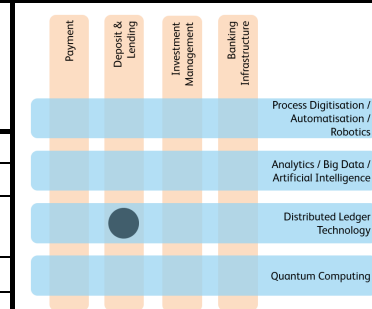 Payment
Deposit &
Lending
Investment
Management
Banking
Infrastructure
Process Digitisation /
Automatisation /
Robotics
Analytics / Big Data /
Artificial Intelligence
Distributed Ledger
Technology
Quantum Computing